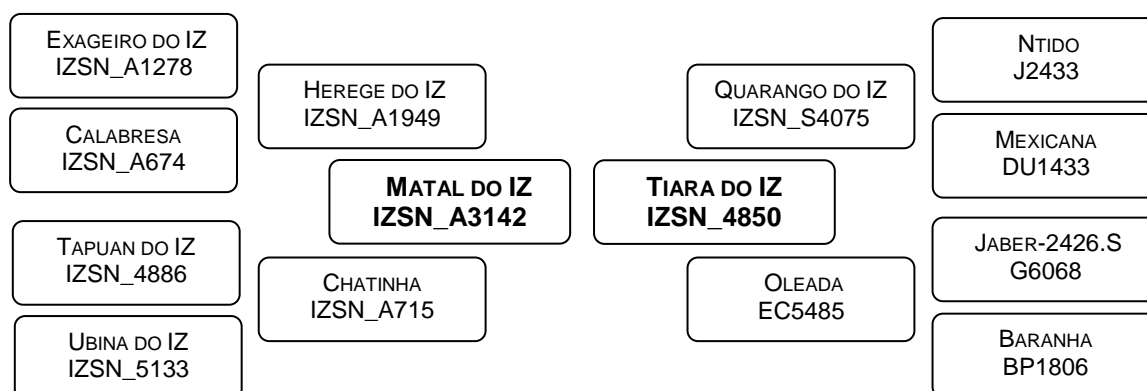 EXAGEIRO DO IZ
IZSN_A1278
CALABRESA
IZSN_A674
TAPUAN DO IZ
IZSN_4886
UBINA DO IZ
IZSN_5133
HEREGE DO IZ
IZSN_A1949
CHATINHA
IZSN_A715
MATAL DO IZ
IZSN_A3142
TIARA DO IZ
IZSN_4850
QUARANGO DO IZ
IZSN_S4075
OLEADA
EC5485
NTIDO
J2433
MEXICANA
DU1433
JABER-2426.S
G6068
BARANHA
BP1806